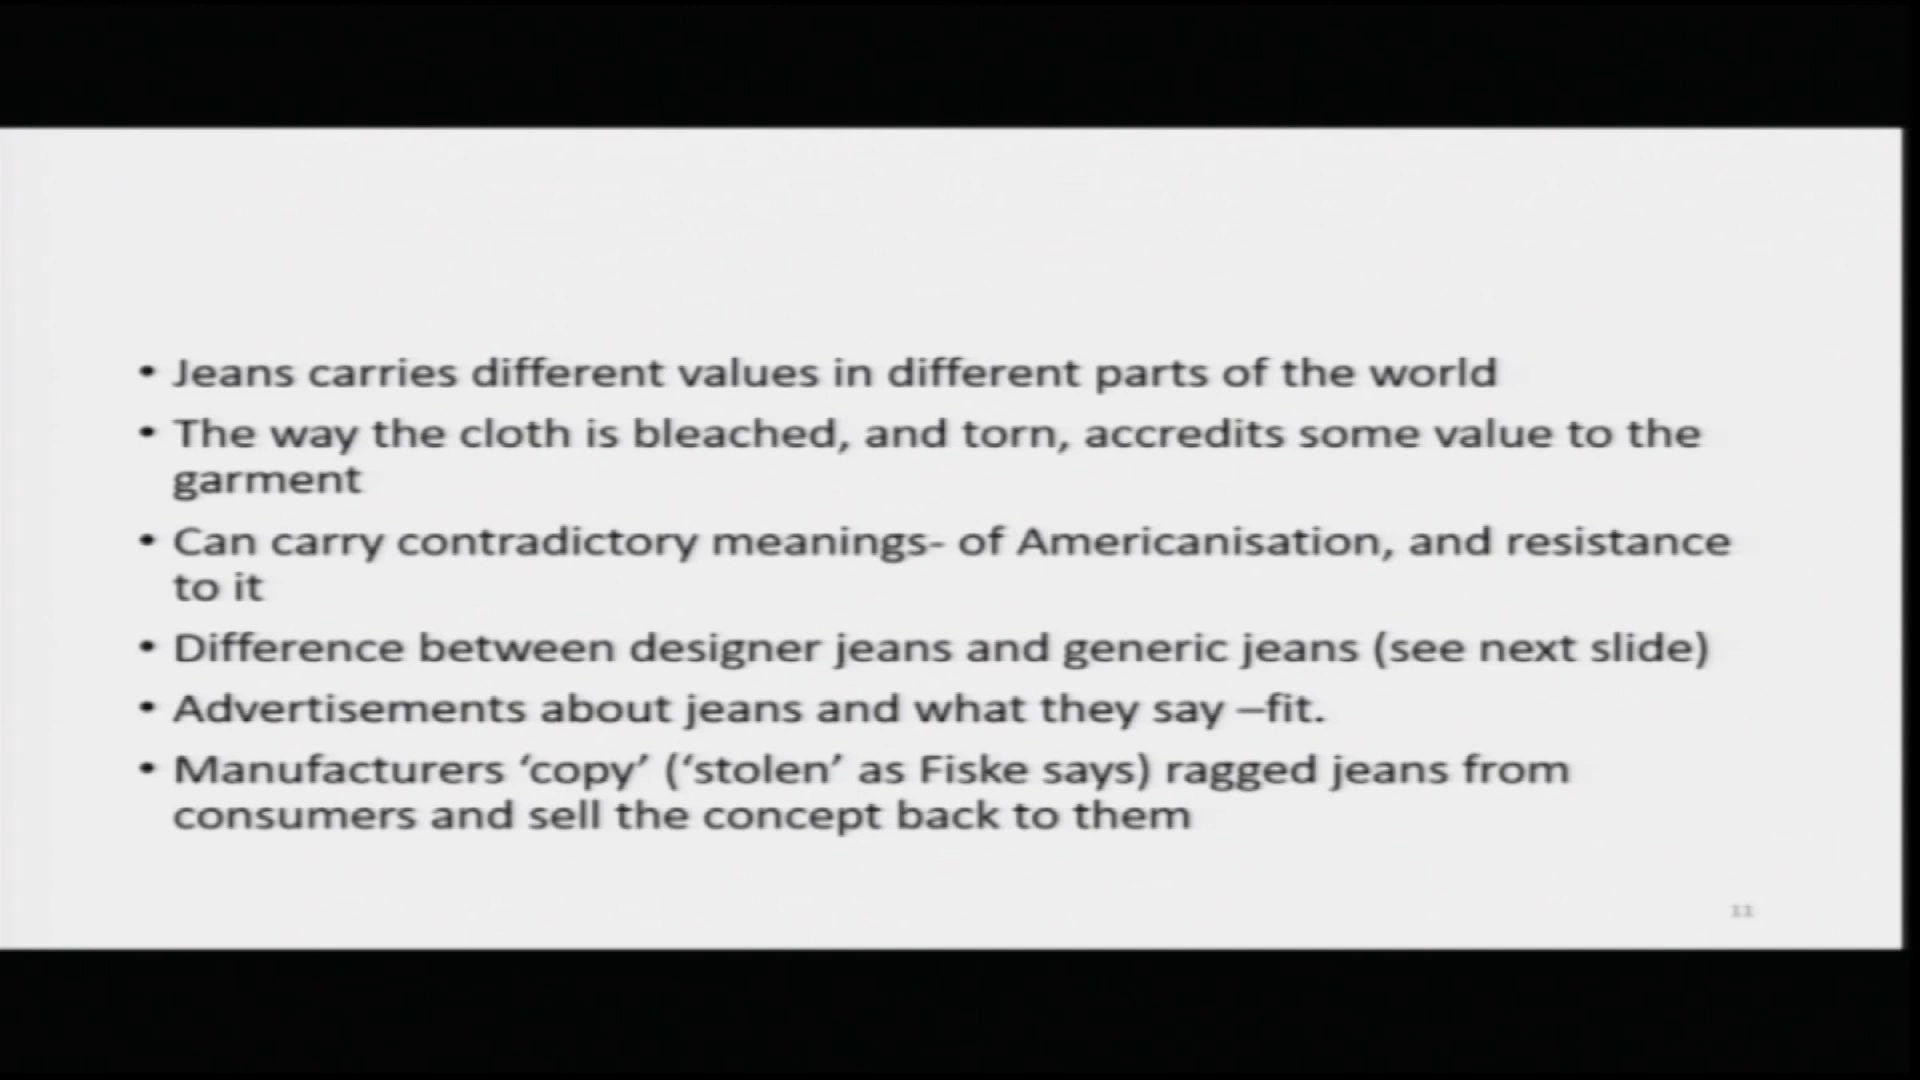 • Jeans carries different values in different parts of the world
• The way the cloth is bleached, and torn, accredits some value to the
garment
• Can carry contradictory meanings- of Americanisation, and resistance
to it
• Difference between designer jeans and generic jeans (see next slide)
• Advertisements about jeans and what they say –fit.
• Manufacturers ‘copy’ (‘stolen’ as Fiske says) ragged jeans from
consumers and sell the concept back to them
11